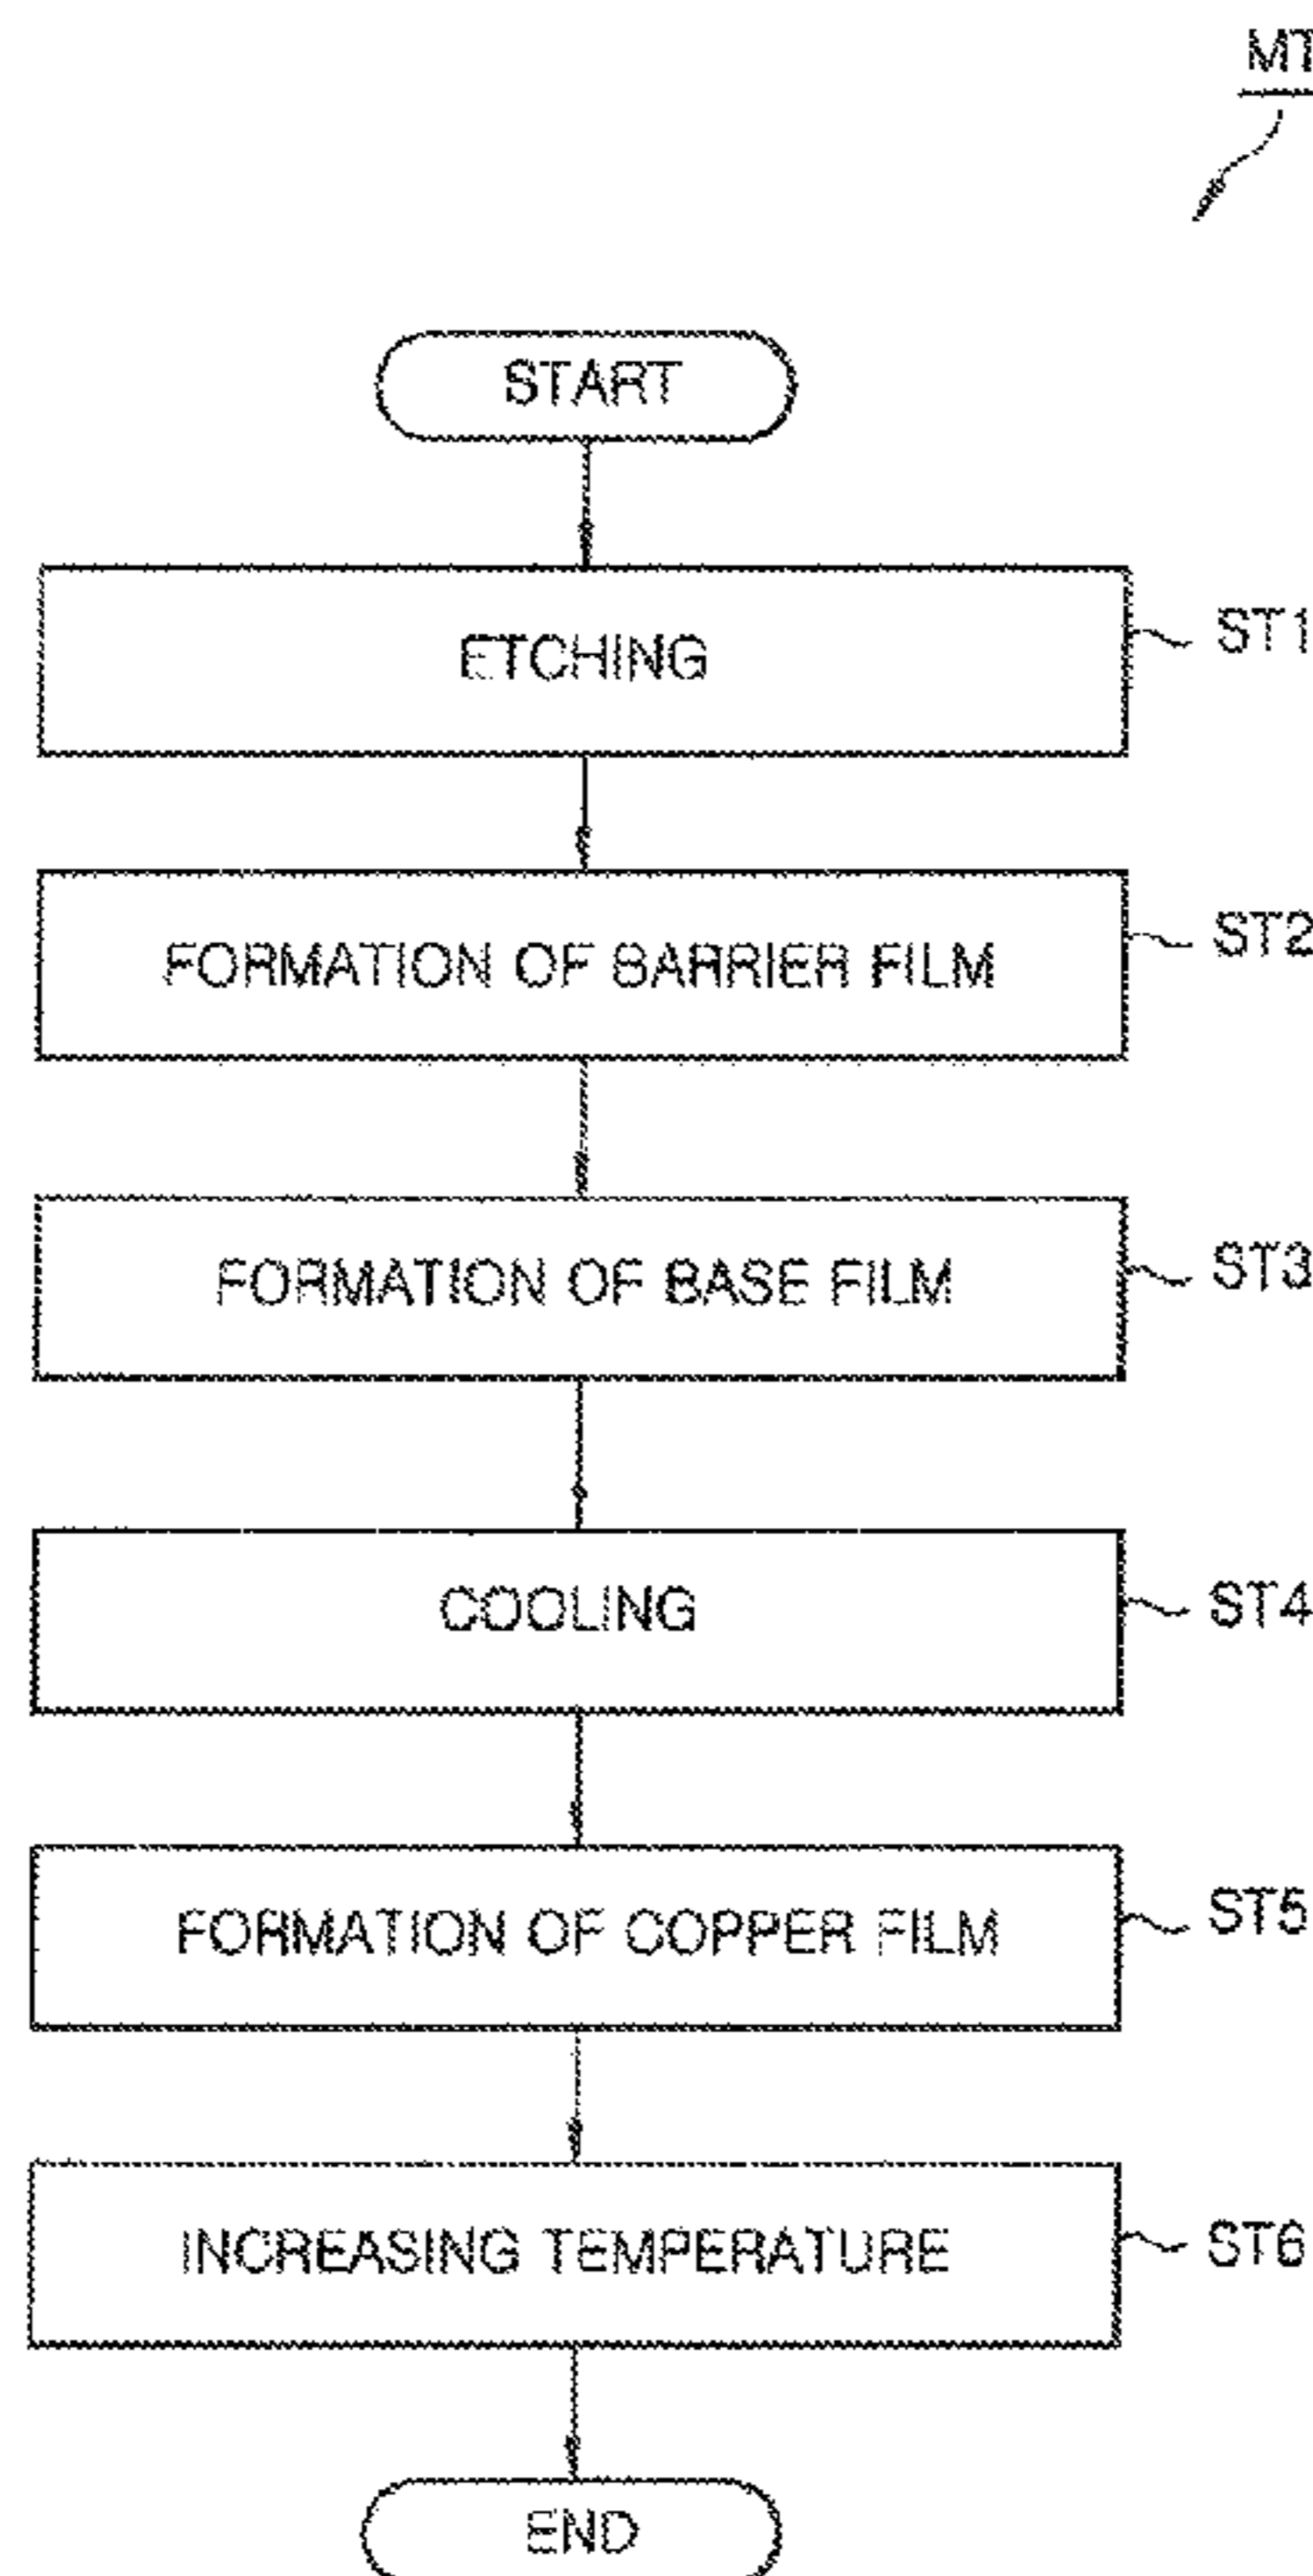 MT
START
ETCHING
ST1
FORMATION OF BARRIER FILM
ST2
FORMATION OF BASE FILM
ST3
COOLING
ST4
FORMATION OF COPPER FILM
ST5
INCREASING TEMPERATURE
ST6
END